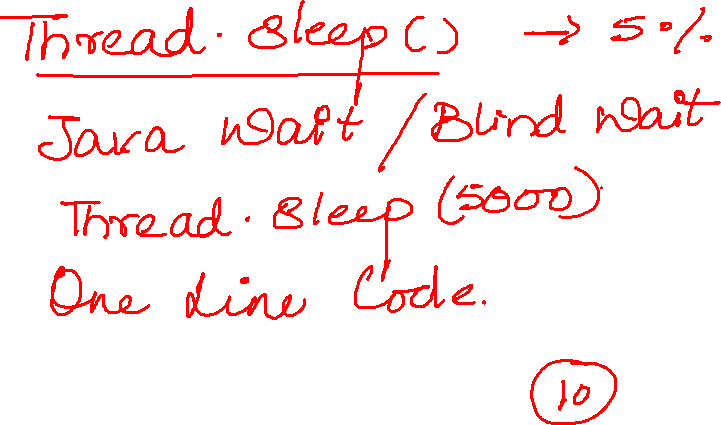 Thread. Sleep() → 5%
Java Wait / Blind Wait
Thread. Sleep (5000)
One Line Code.
10